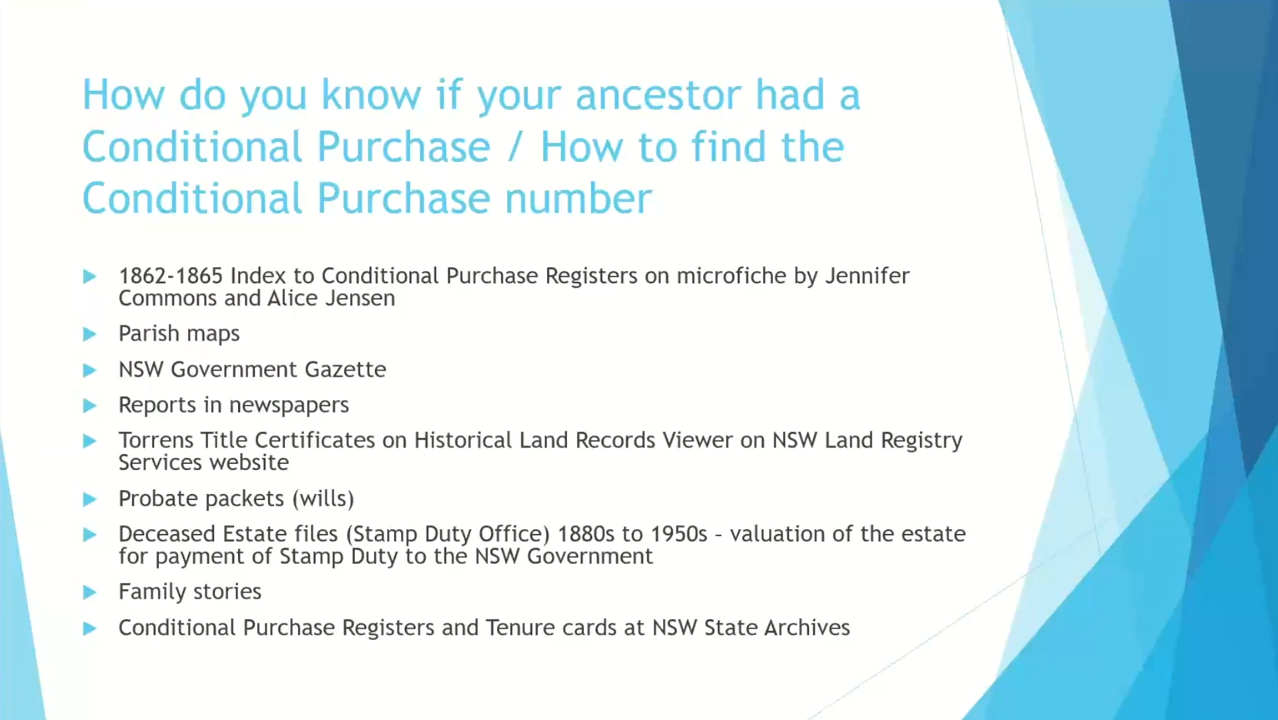 How do you know if your ancestor had a
Conditional Purchase / How to find the
Conditional Purchase number
1862-1865 Index to Conditional Purchase Registers on microfiche by Jennifer
Commons and Alice Jensen
Parish maps
NSW Government Gazette
Reports in newspapers
Torrens Title Certificates on Historical Land Records Viewer on NSW Land Registry
Services website
Probate packets (wills)
Deceased Estate files (Stamp Duty Office) 1880s to 1950s – valuation of the estate
for payment of Stamp Duty to the NSW Government
Family stories
Conditional Purchase Registers and Tenure cards at NSW State Archives